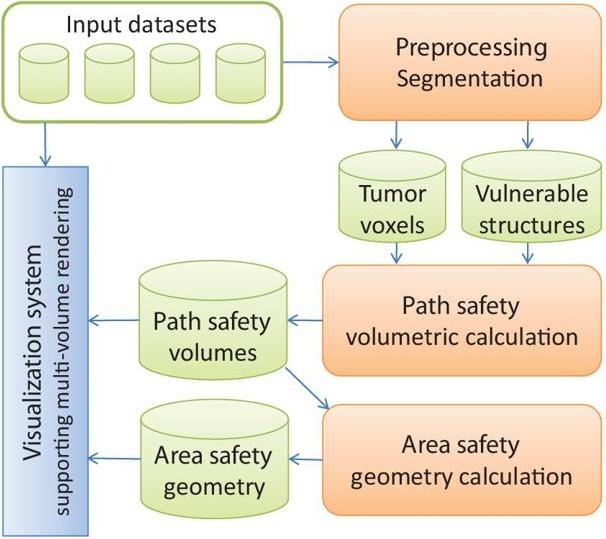 Input datasets
Preprocessing
Segmentation
Tumor
voxels
Vulnerable
structures
Path safety
volumetric calculation
Path safety
volumes
Visualization system
supporting multi-volume rendering
Area safety
geometry
Area safety
geometry calculation